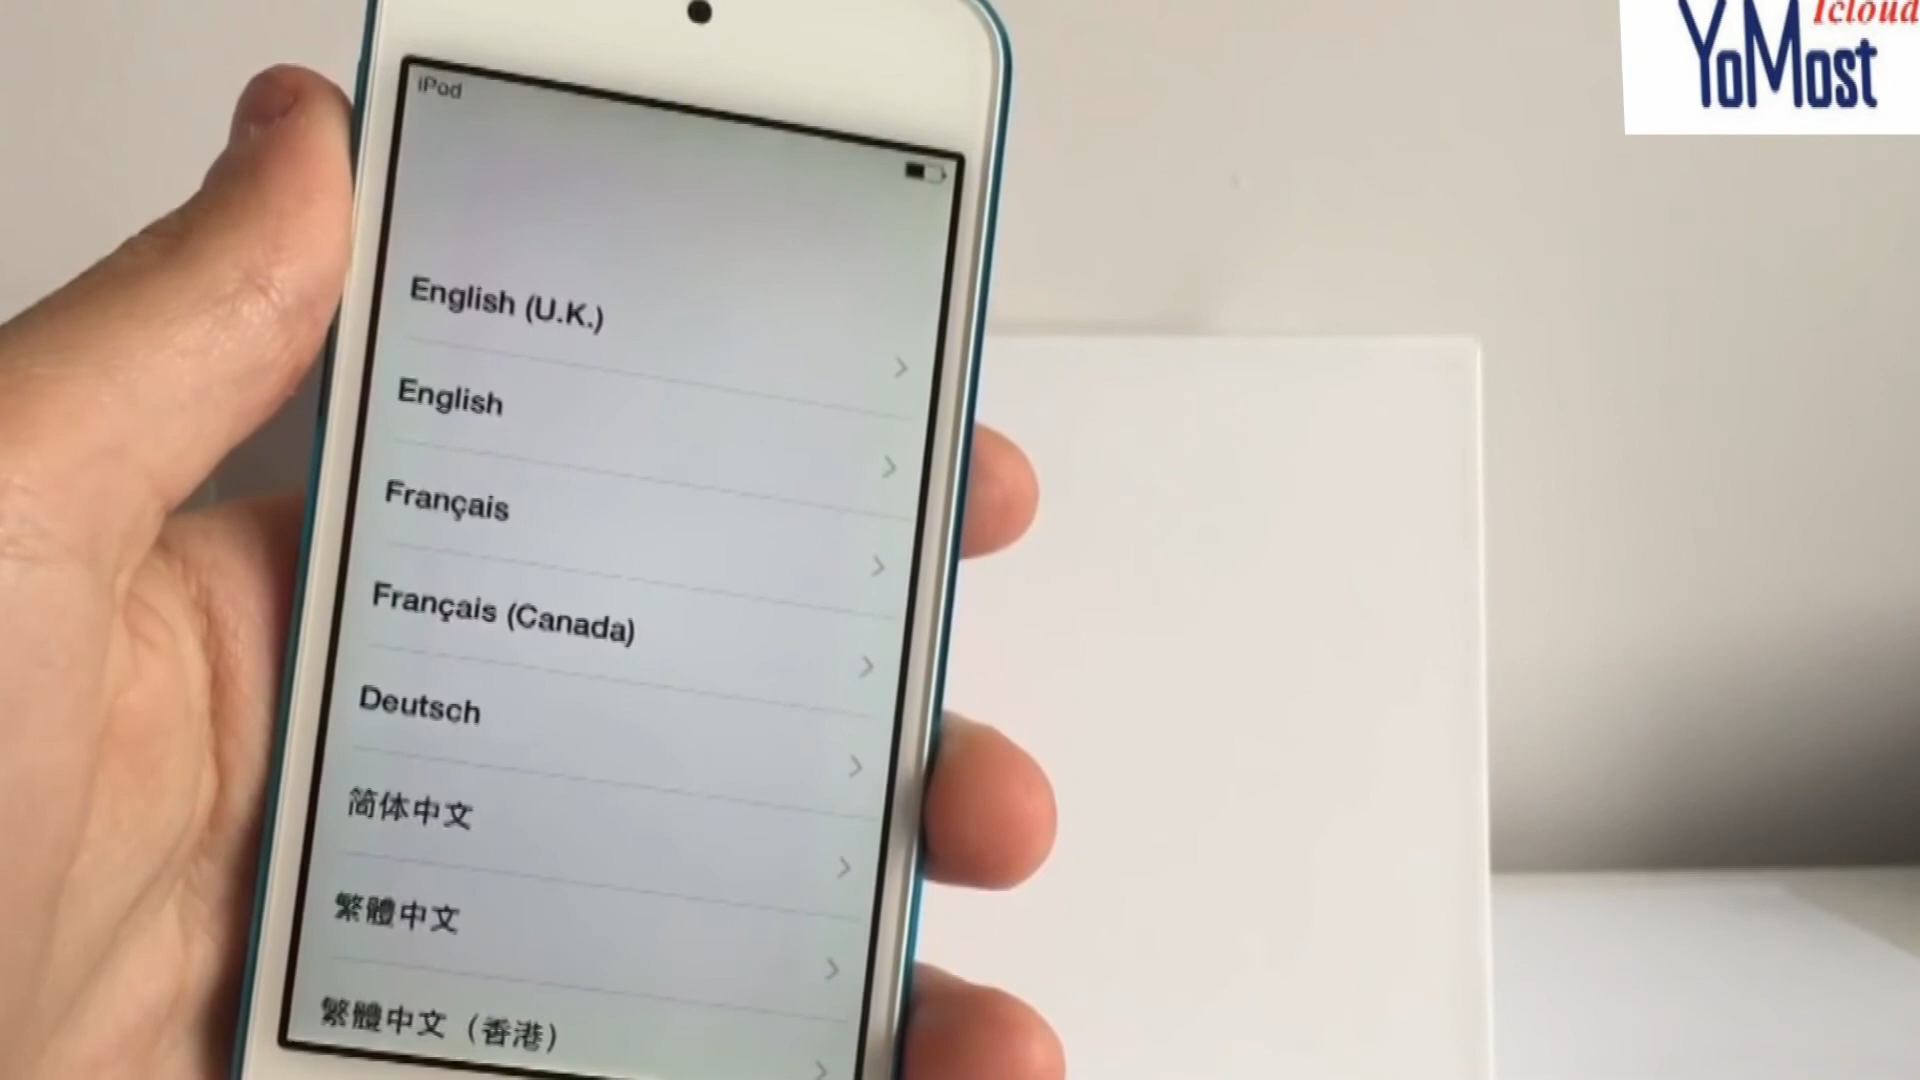 Icloud
YoMost
iPod
English (U.K.)
English
Français
Français (Canada)
Deutsch
简体中文
繁體中文
繁體中文（香港）